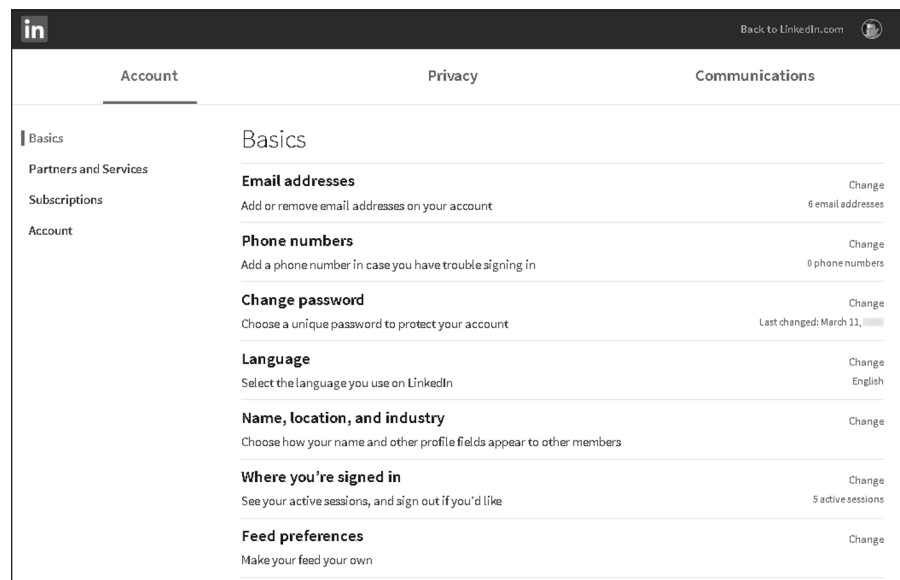 in
Back to LinkedIn.com
Account
Privacy
Communications
Basics
Partners and Services
Subscriptions
Account
Basics
Email addresses
Change
Add or remove email addresses on your account
6 email addresses
Phone numbers
Change
Add a phone number in case you have trouble signing in
0 phone numbers
Change password
Change
Choose a unique password to protect your account
Last changed: March 11,
Language
Change
Select the language you use on LinkedIn
English
Name, location, and industry
Change
Choose how your name and other profile fields appear to other members
Where you're signed in
Change
See your active sessions, and sign out if you'd like
5 active sessions
Feed preferences
Change
Make your feed your own